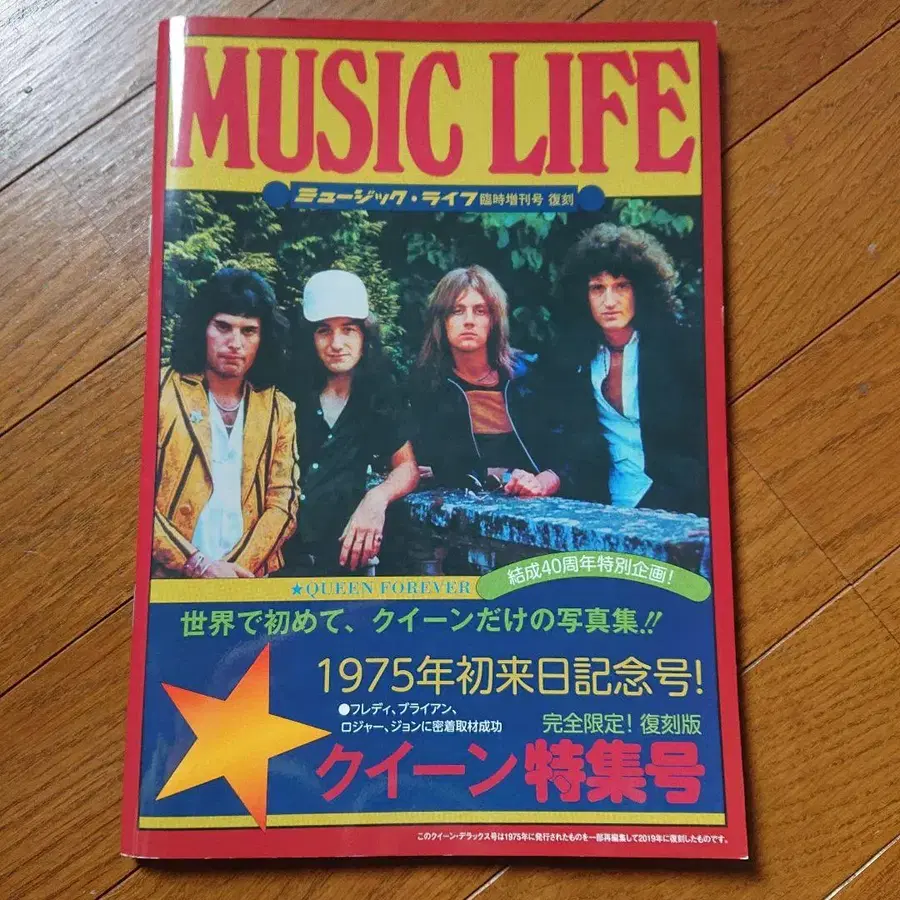 MUSIC LIFE
ミュージック・ライフ臨時増刊号 復刻
★QUEEN FOREVER
結成40周年特別企画!
世界で初めて、クイーンだけの写真集!!
1975年初来日記念号!
●フレディ、ブライアン、
ロジャー、ジョンに密着取材成功
完全限定! 復刻版
クイーン特集号
このクイーン・デラックス号は1975年に発行されたものを一部再編集して2019年に復刻したものです。